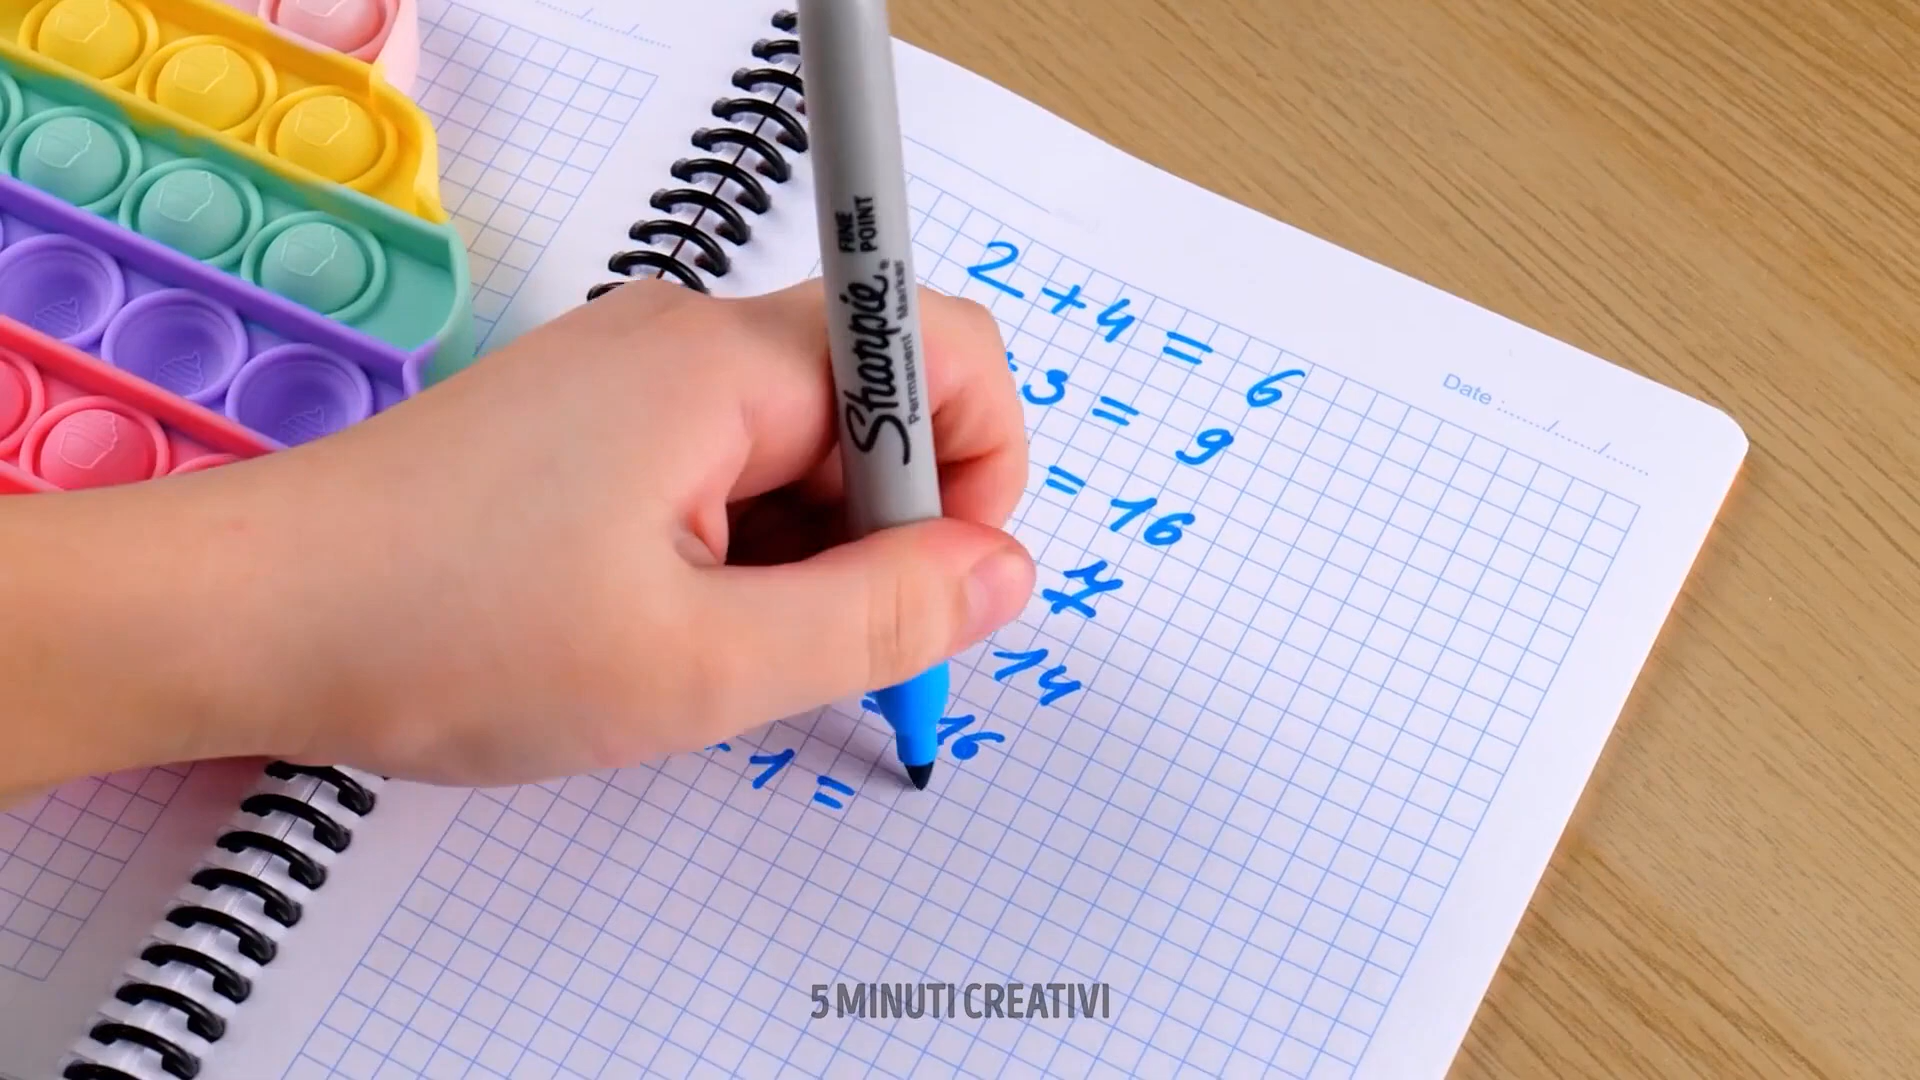 2+4 = 6
3 = 9
= 16
7
14
= 16
1 =
Date
Sharpie
FINE POINT
Permanent Marker
5 MINUTI CREATIVI